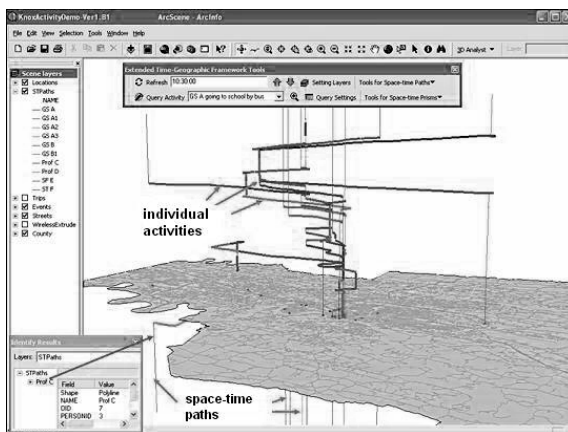 KnoxActivityDemo-Ver1.01 ArcScene - ArcInfo
File Edit View Selection Tools Window Help
3D Analyst Layer
Scene layers
Locations
STPaths
NAME
GS A
GS A1
GS A2
GS A3
GS B
GS B1
Prof C
Prof D
SF E
ST F
Trips
Events
Streets
WirelessExtrude
County
Extended Time-Geographic Framework Tools
Refresh 10:30:00 Setting Layers Tools for Space-time Paths
Query Activity GS A going to school by bus Query Settings Tools for Space-time Prisms
individual
activities
Identify Results
Layers: STPaths
STPaths
Prof C
Field Value
Shape Polyline
NAME Prof C
OID 7
PERSONID 3
space-time
paths